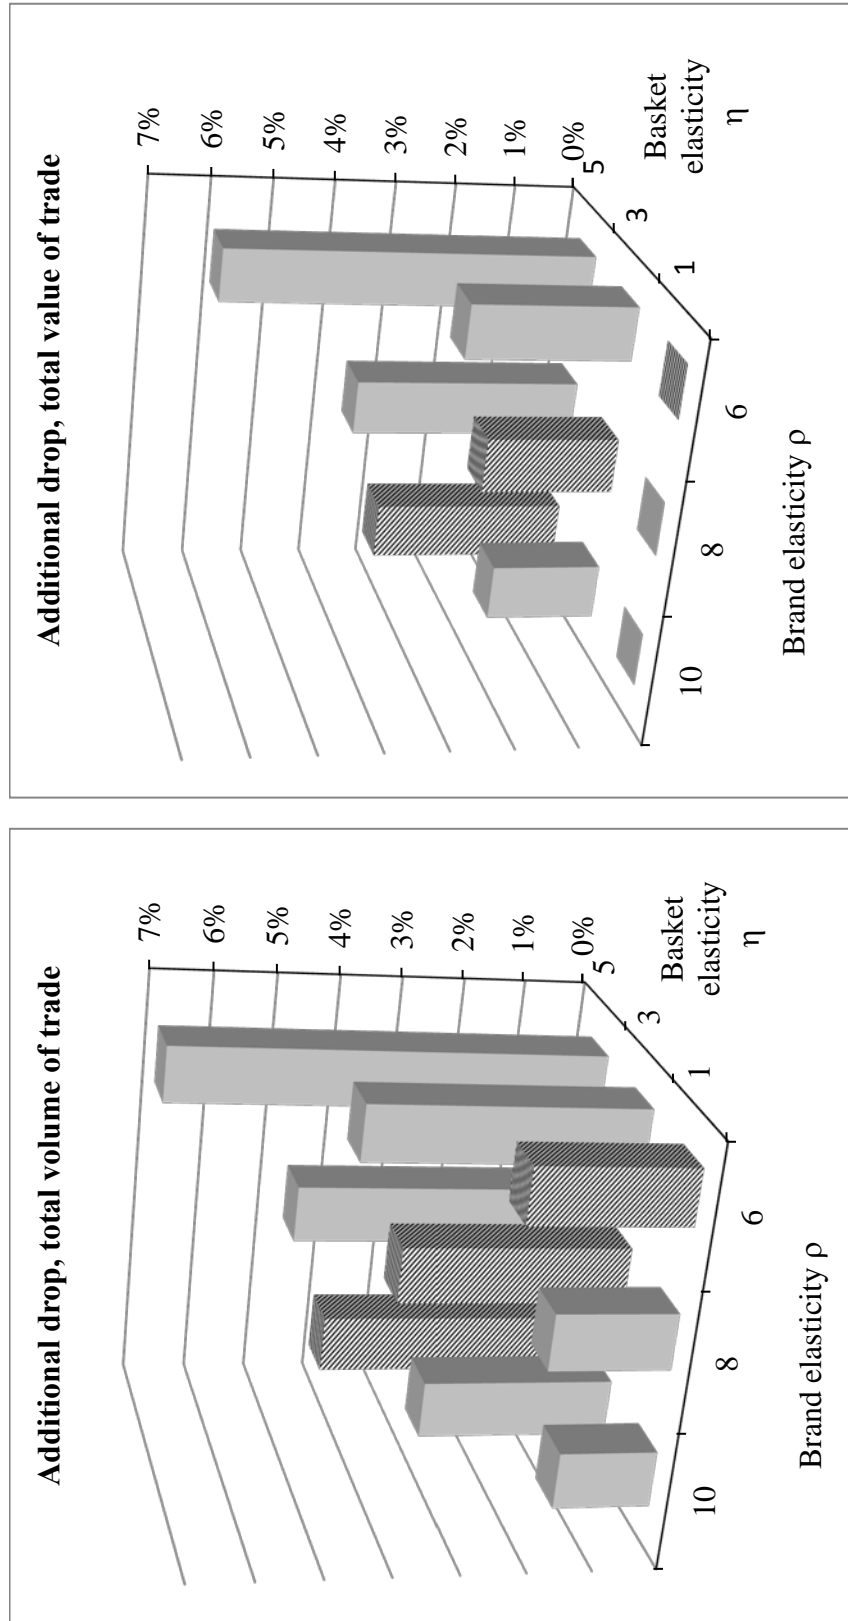 Additional drop, total volume of trade
7%
6%
5%
4%
3%
2%
1%
0%
5
3
1
Basket
elasticity
η
6
8
10
Brand elasticity ρ
Additional drop, total value of trade
7%
6%
5%
4%
3%
2%
1%
0%
5
3
1
Basket
elasticity
η
6
8
10
Brand elasticity ρ